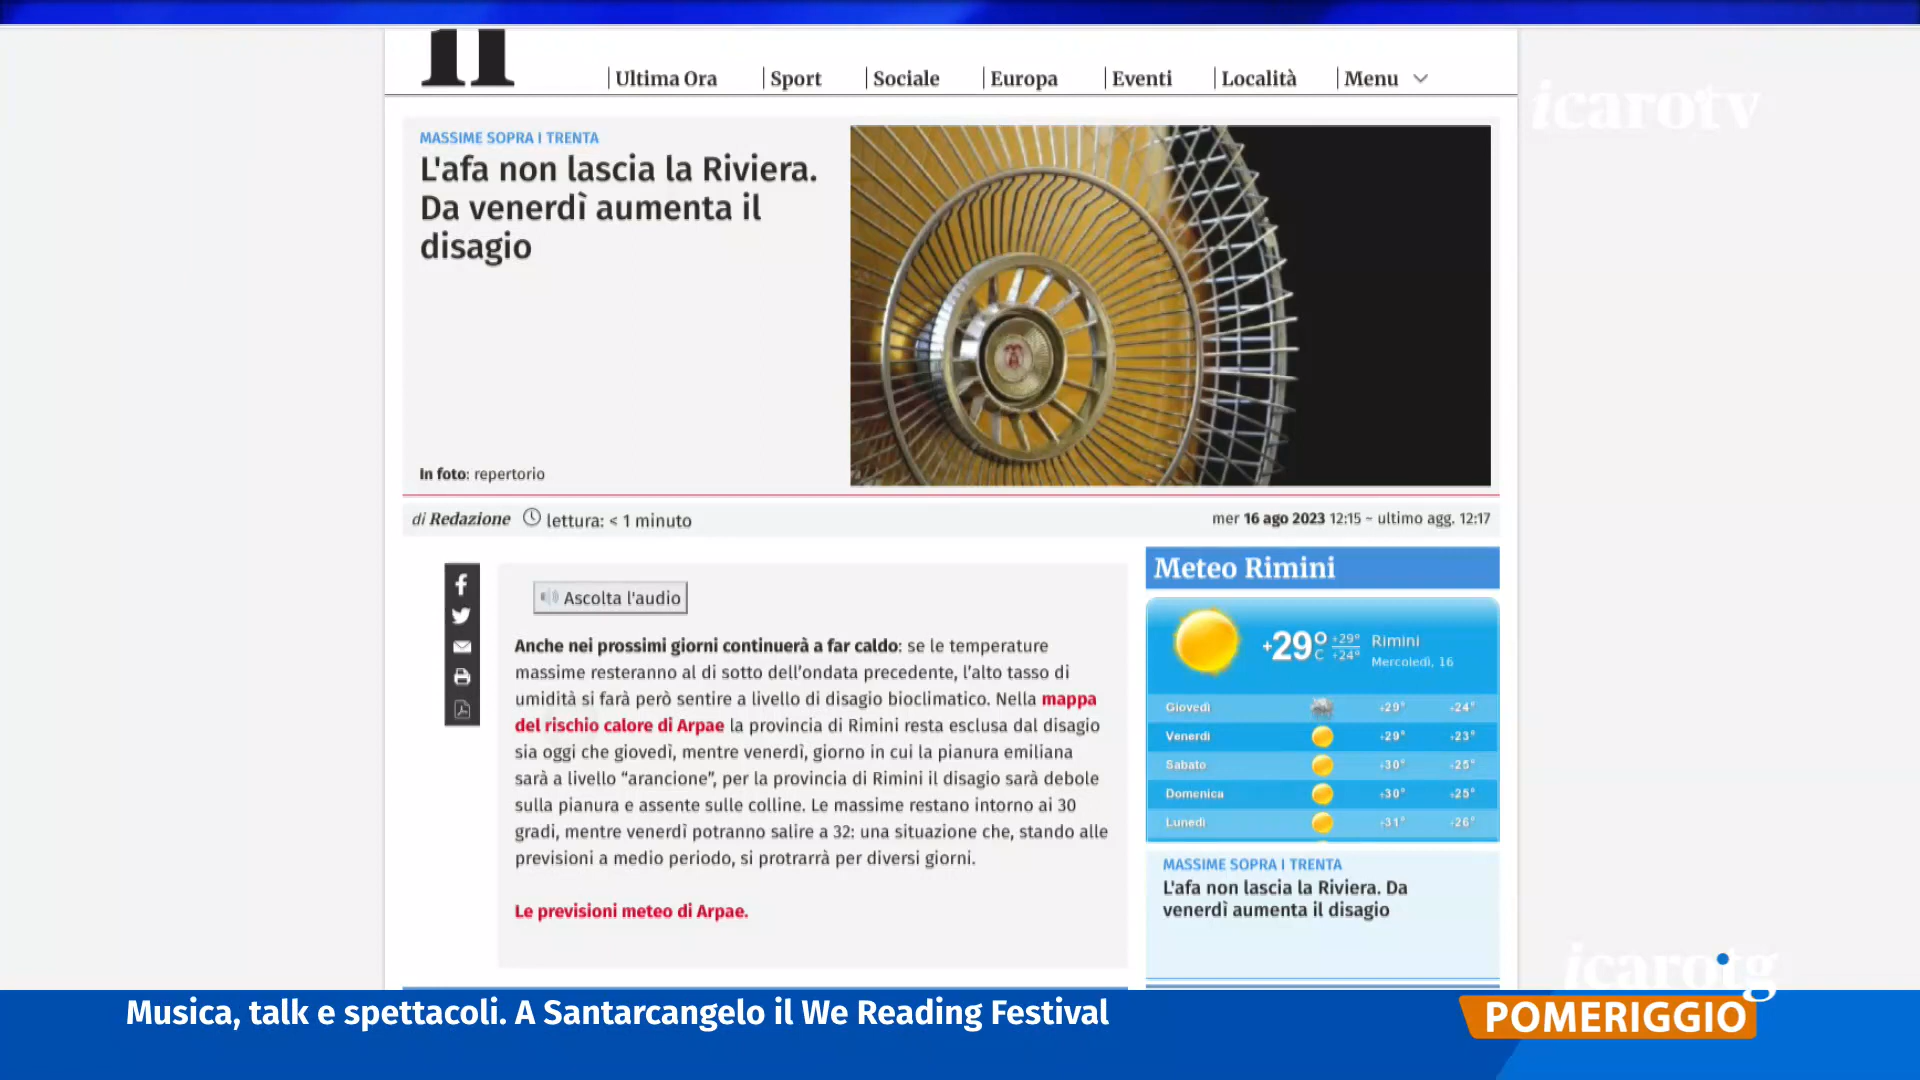 Ultima Ora
Sport
Sociale
Europa
Eventi
Località
Menu
icarotv
MASSIME SOPRA I TRENTA
L'afa non lascia la Riviera.
Da venerdì aumenta il
disagio
In foto: repertorio
di Redazione lettura: < 1 minuto
mer 16 ago 2023 12:15 ~ ultimo agg. 12:17
Ascolta l'audio
Anche nei prossimi giorni continuerà a far caldo: se le temperature
massime resteranno al di sotto dell’ondata precedente, l’alto tasso di
umidità si farà però sentire a livello di disagio bioclimatico. Nella mappa
del rischio calore di Arpae la provincia di Rimini resta esclusa dal disagio
sia oggi che giovedì, mentre venerdì, giorno in cui la pianura emiliana
sarà a livello “arancione”, per la provincia di Rimini il disagio sarà debole
sulla pianura e assente sulle colline. Le massime restano intorno ai 30
gradi, mentre venerdì potranno salire a 32: una situazione che, stando alle
previsioni a medio periodo, si protrarrà per diversi giorni.
Le previsioni meteo di Arpae.
Meteo Rimini
+29°C +29° +24° Rimini
Mercoledì, 16
Giovedì +29° +24°
Venerdì +29° +23°
Sabato +30° +25°
Domenica +30° +25°
Lunedì +31° +26°
MASSIME SOPRA I TRENTA
L'afa non lascia la Riviera. Da
venerdì aumenta il disagio
icarotg
POMERIGGIO
Musica, talk e spettacoli. A Santarcangelo il We Reading Festival